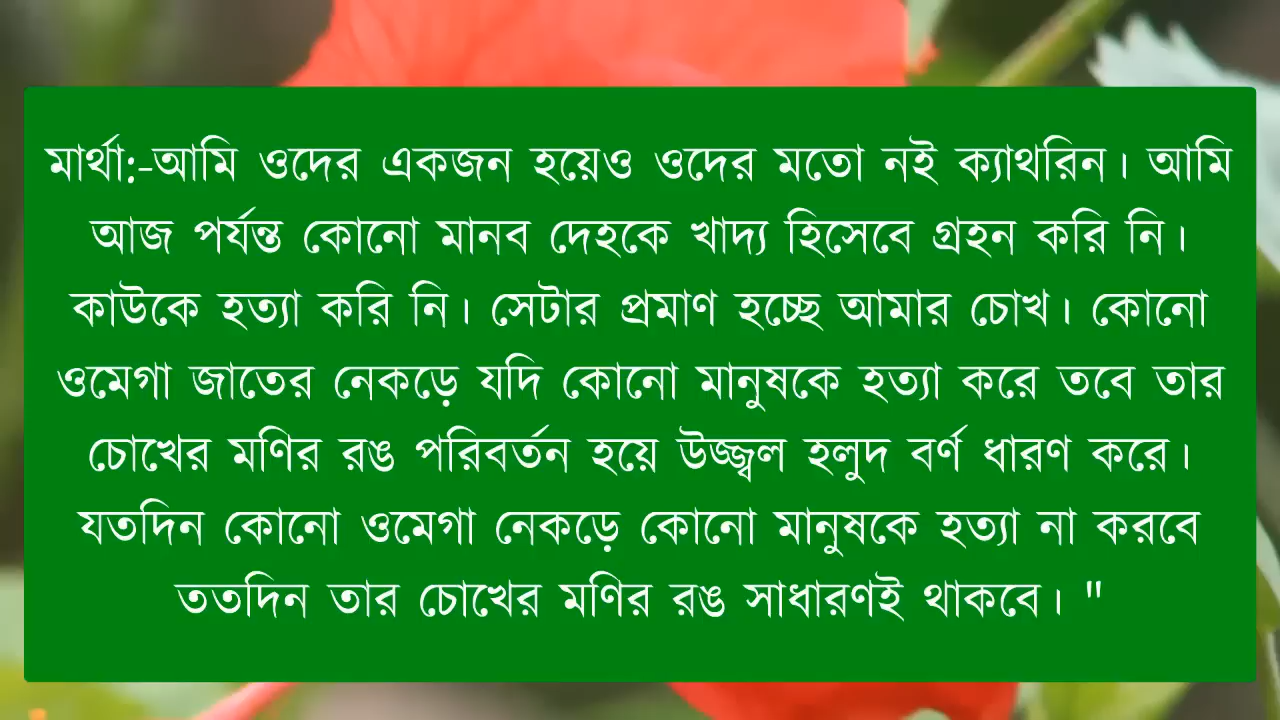 মার্থা:-আমি ওদের একজন হয়েও ওদের মতো নই ক্যাথরিন। আমি
আজ পর্যন্ত কোনো মানব দেহকে খাদ্য হিসেবে গ্রহন করি নি।
কাউকে হত্যা করি নি। সেটার প্রমাণ হচ্ছে আমার চোখ। কোনো
ওমেগা জাতের নেকড়ে যদি কোনো মানুষকে হত্যা করে তবে তার
চোখের মণির রঙ পরিবর্তন হয়ে উজ্জ্বল হলুদ বর্ণ ধারণ করে।
যতদিন কোনো ওমেগা নেকড়ে কোনো মানুষকে হত্যা না করবে
ততদিন তার চোখের মণির রঙ সাধারণই থাকবে। "